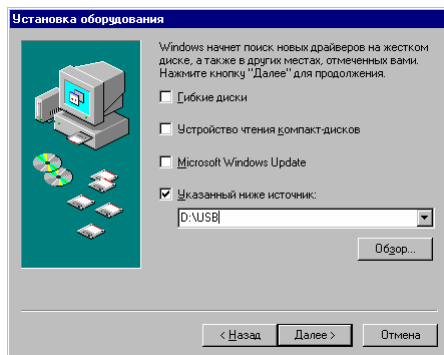 Установка оборудования
Windows начнет поиск новых драйверов на жестком
диске, а также в других местах, отмеченных вами.
Нажмите кнопку "Далее" для продолжения.
Гибкие диски
Устройство чтения компакт-дисков
Microsoft Windows Update
Указанный ниже источник:
D:\USB
Обзор...
< Назад Далее > Отмена